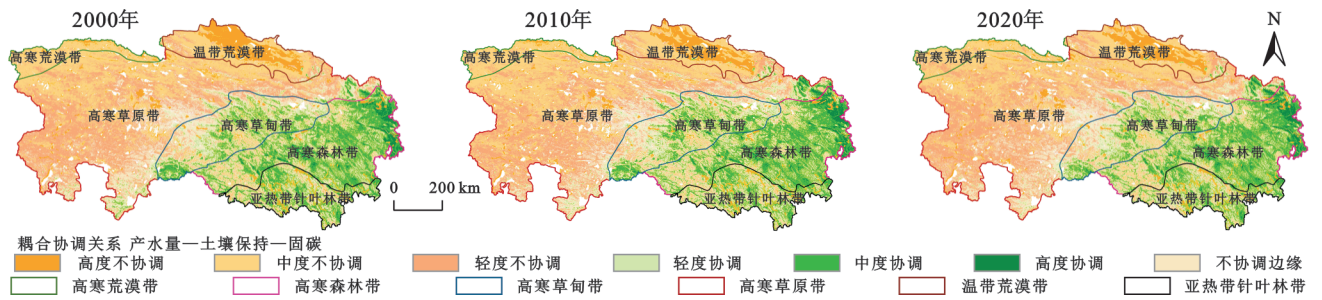 2000年
高寒荒漠带
温带荒漠带
高寒草原带
高寒草甸带
高寒森林带
亚热带针叶林带
0 200 km
2010年
温带荒漠带
高寒荒漠带
高寒草原带
高寒草甸带
高寒森林带
亚热带针叶林带
2020年
N
温带荒漠带
高寒荒漠带
高寒草原带
高寒草甸带
高寒森林带
亚热带针叶林带
耦合协调关系 产水量—土壤保持—固碳
高度不协调 中度不协调 轻度不协调 轻度协调 中度协调 高度协调 不协调边缘
高寒荒漠带 高寒森林带 高寒草甸带 高寒草原带 温带荒漠带 亚热带针叶林带